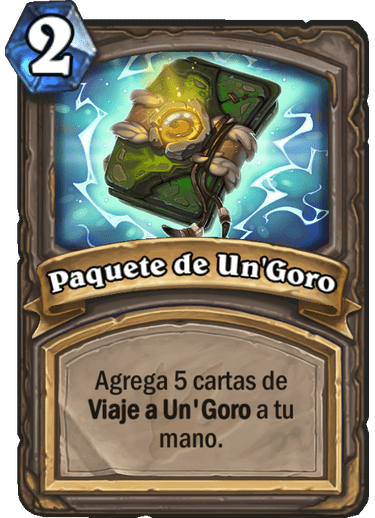 2
Paquete de Un'Goro
Agrega 5 cartas de
Viaje a Un'Goro a tu
mano.